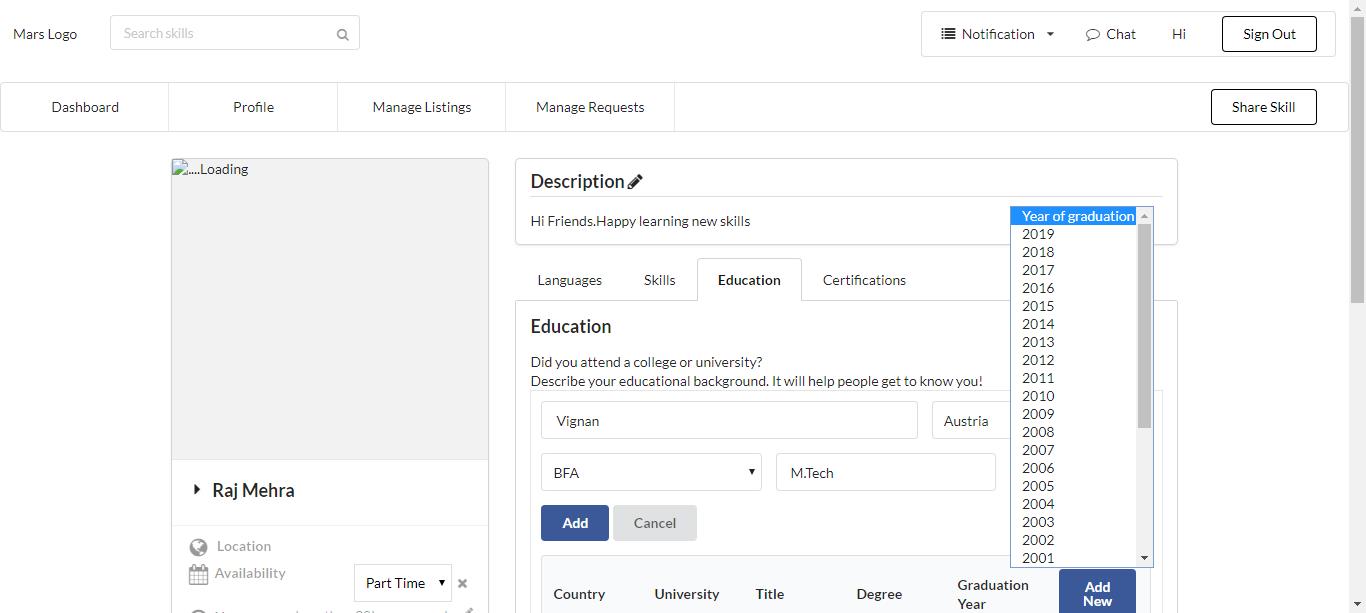 Mars Logo
Search skills
Notification
Chat
Hi
Sign Out
Dashboard
Profile
Manage Listings
Manage Requests
Share Skill
....Loading
Description
Hi Friends.Happy learning new skills
Languages
Skills
Education
Certifications
Education
Did you attend a college or university?
Describe your educational background. It will help people get to know you!
Vignan
Austria
BFA
M.Tech
Add
Cancel
Country
University
Title
Degree
Graduation
Year
Add
New
Year of graduation
2019
2018
2017
2016
2015
2014
2013
2012
2011
2010
2009
2008
2007
2006
2005
2004
2003
2002
2001
Raj Mehra
Location
Availability
Part Time